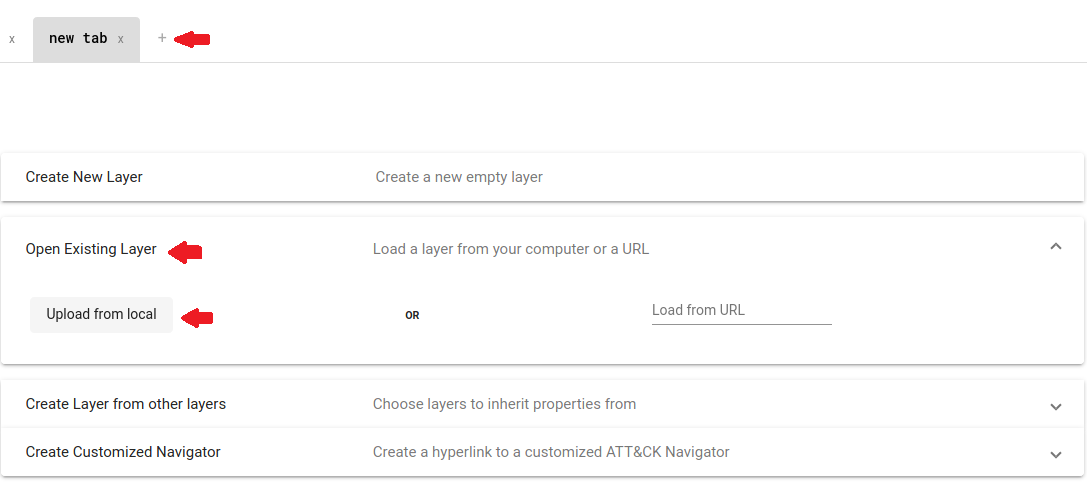 x new tab x +
Create New Layer Create a new empty layer
Open Existing Layer Load a layer from your computer or a URL
Upload from local OR Load from URL
Create Layer from other layers Choose layers to inherit properties from
Create Customized Navigator Create a hyperlink to a customized ATT&CK Navigator